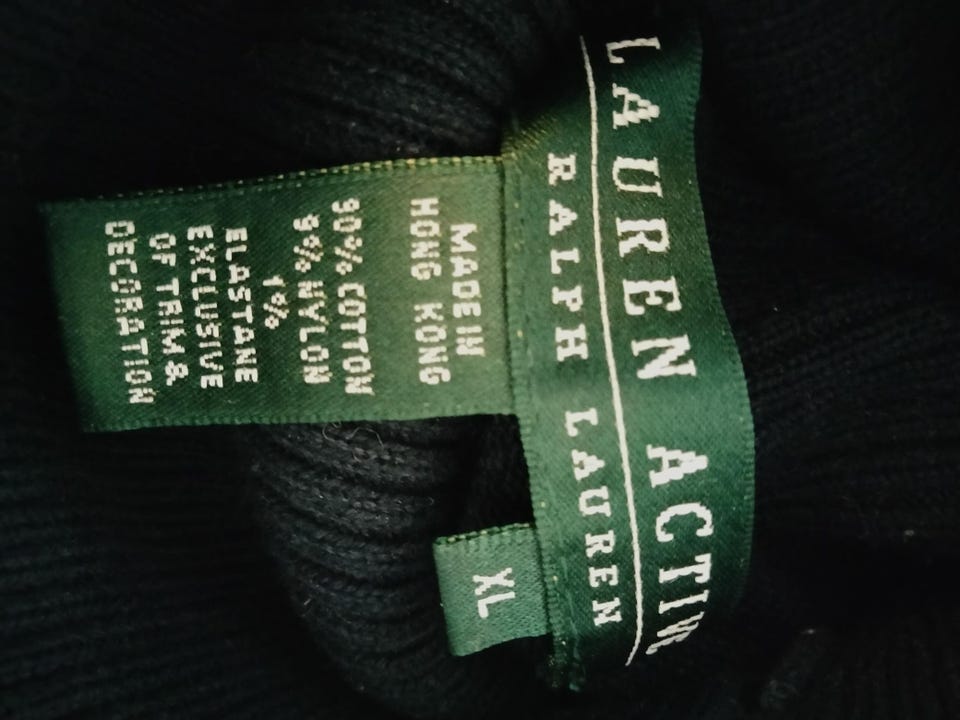 LAUREN ACTIVE
RALPH LAUREN
MADE IN
HONG KONG
90% COTTON
9% NYLON
1%
ELASTANE
EXCLUSIVE
OF TRIM &
DECORATION
XL